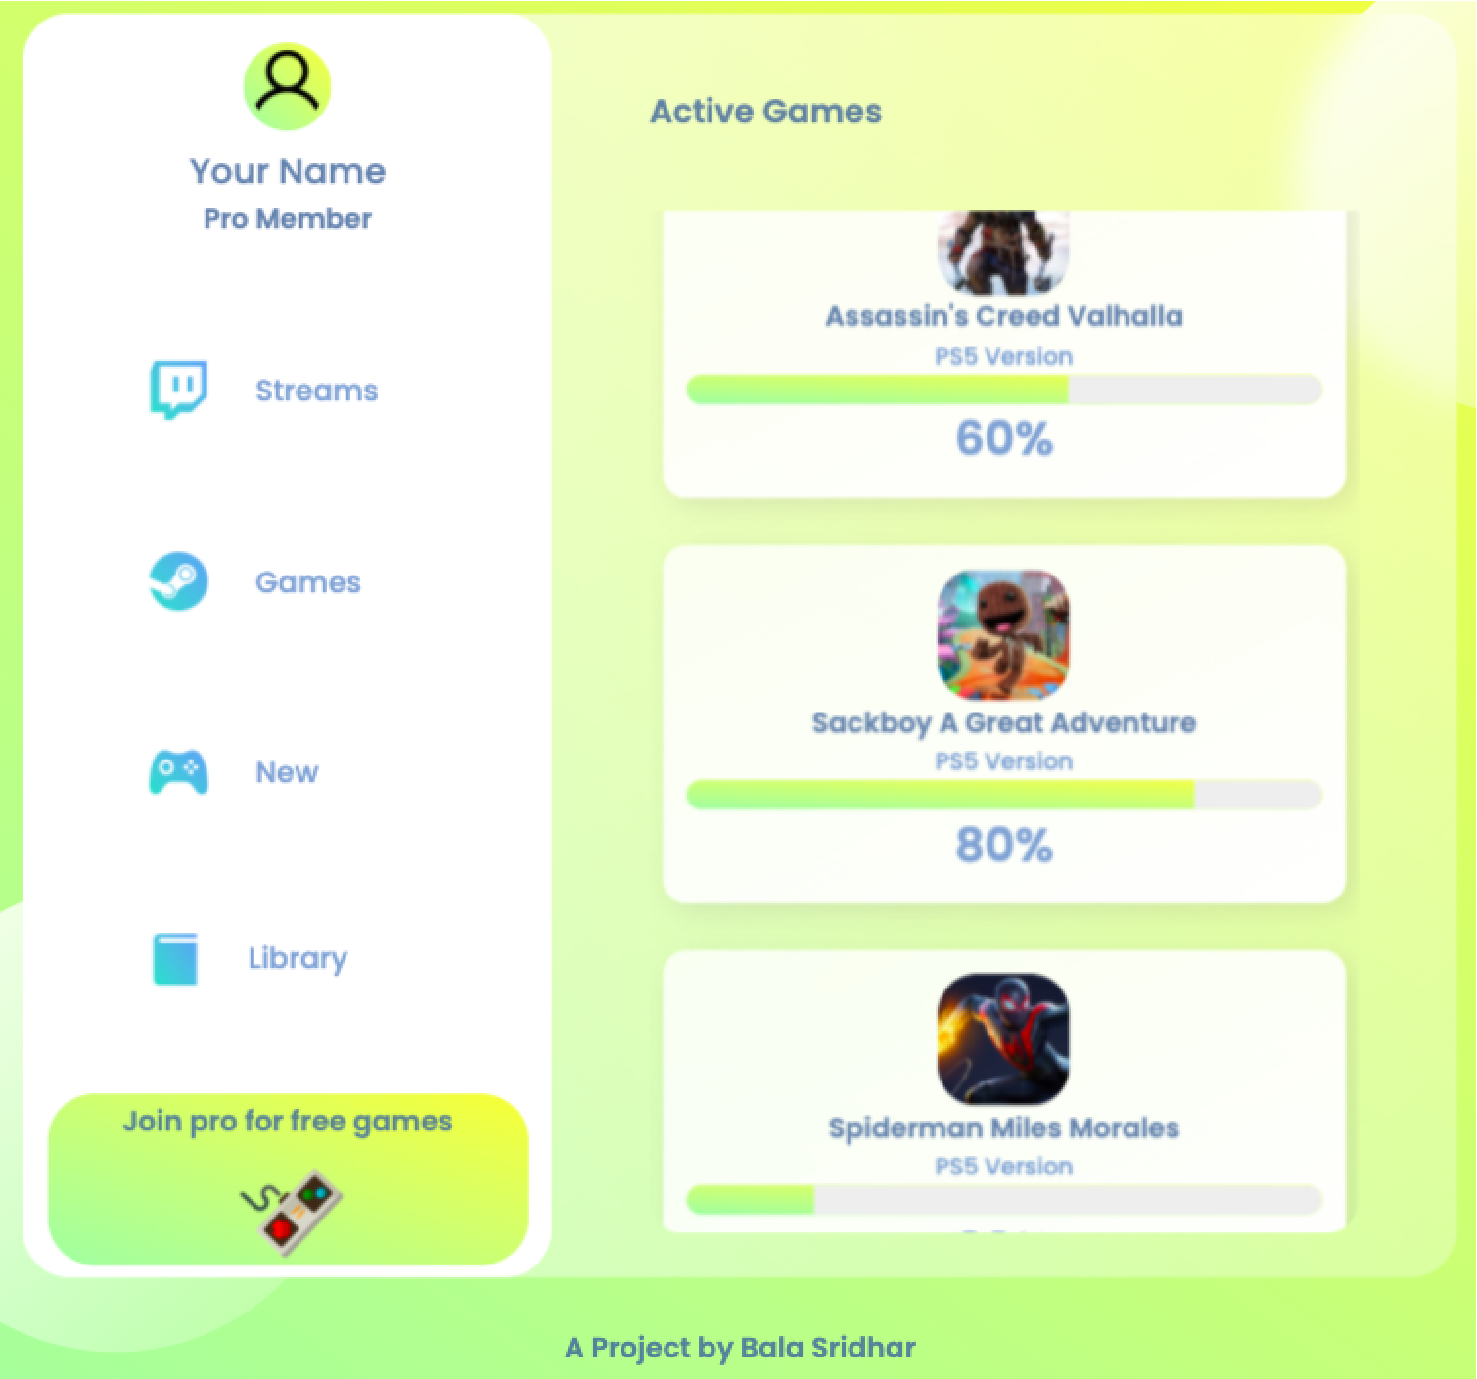 Your Name
Pro Member
Streams
Games
New
Library
Join pro for free games
Active Games
Assassin's Creed Valhalla
PS5 Version
60%
Sackboy A Great Adventure
PS5 Version
80%
Spiderman Miles Morales
PS5 Version
A Project by Bala Sridhar